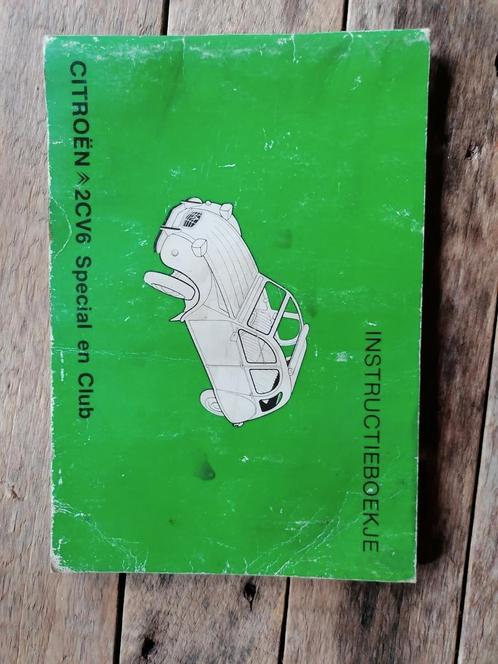 INSTRUCTIEBOEKJE
CITROËN 2CV6 Special en Club